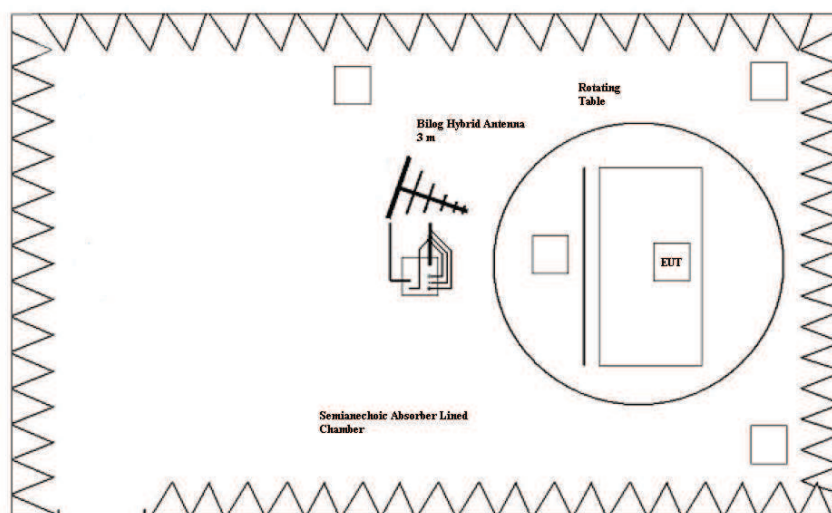 Rotating
Table
Bilog Hybrid Antenna
3 m
EUT
Semianechoic Absorber Lined
Chamber